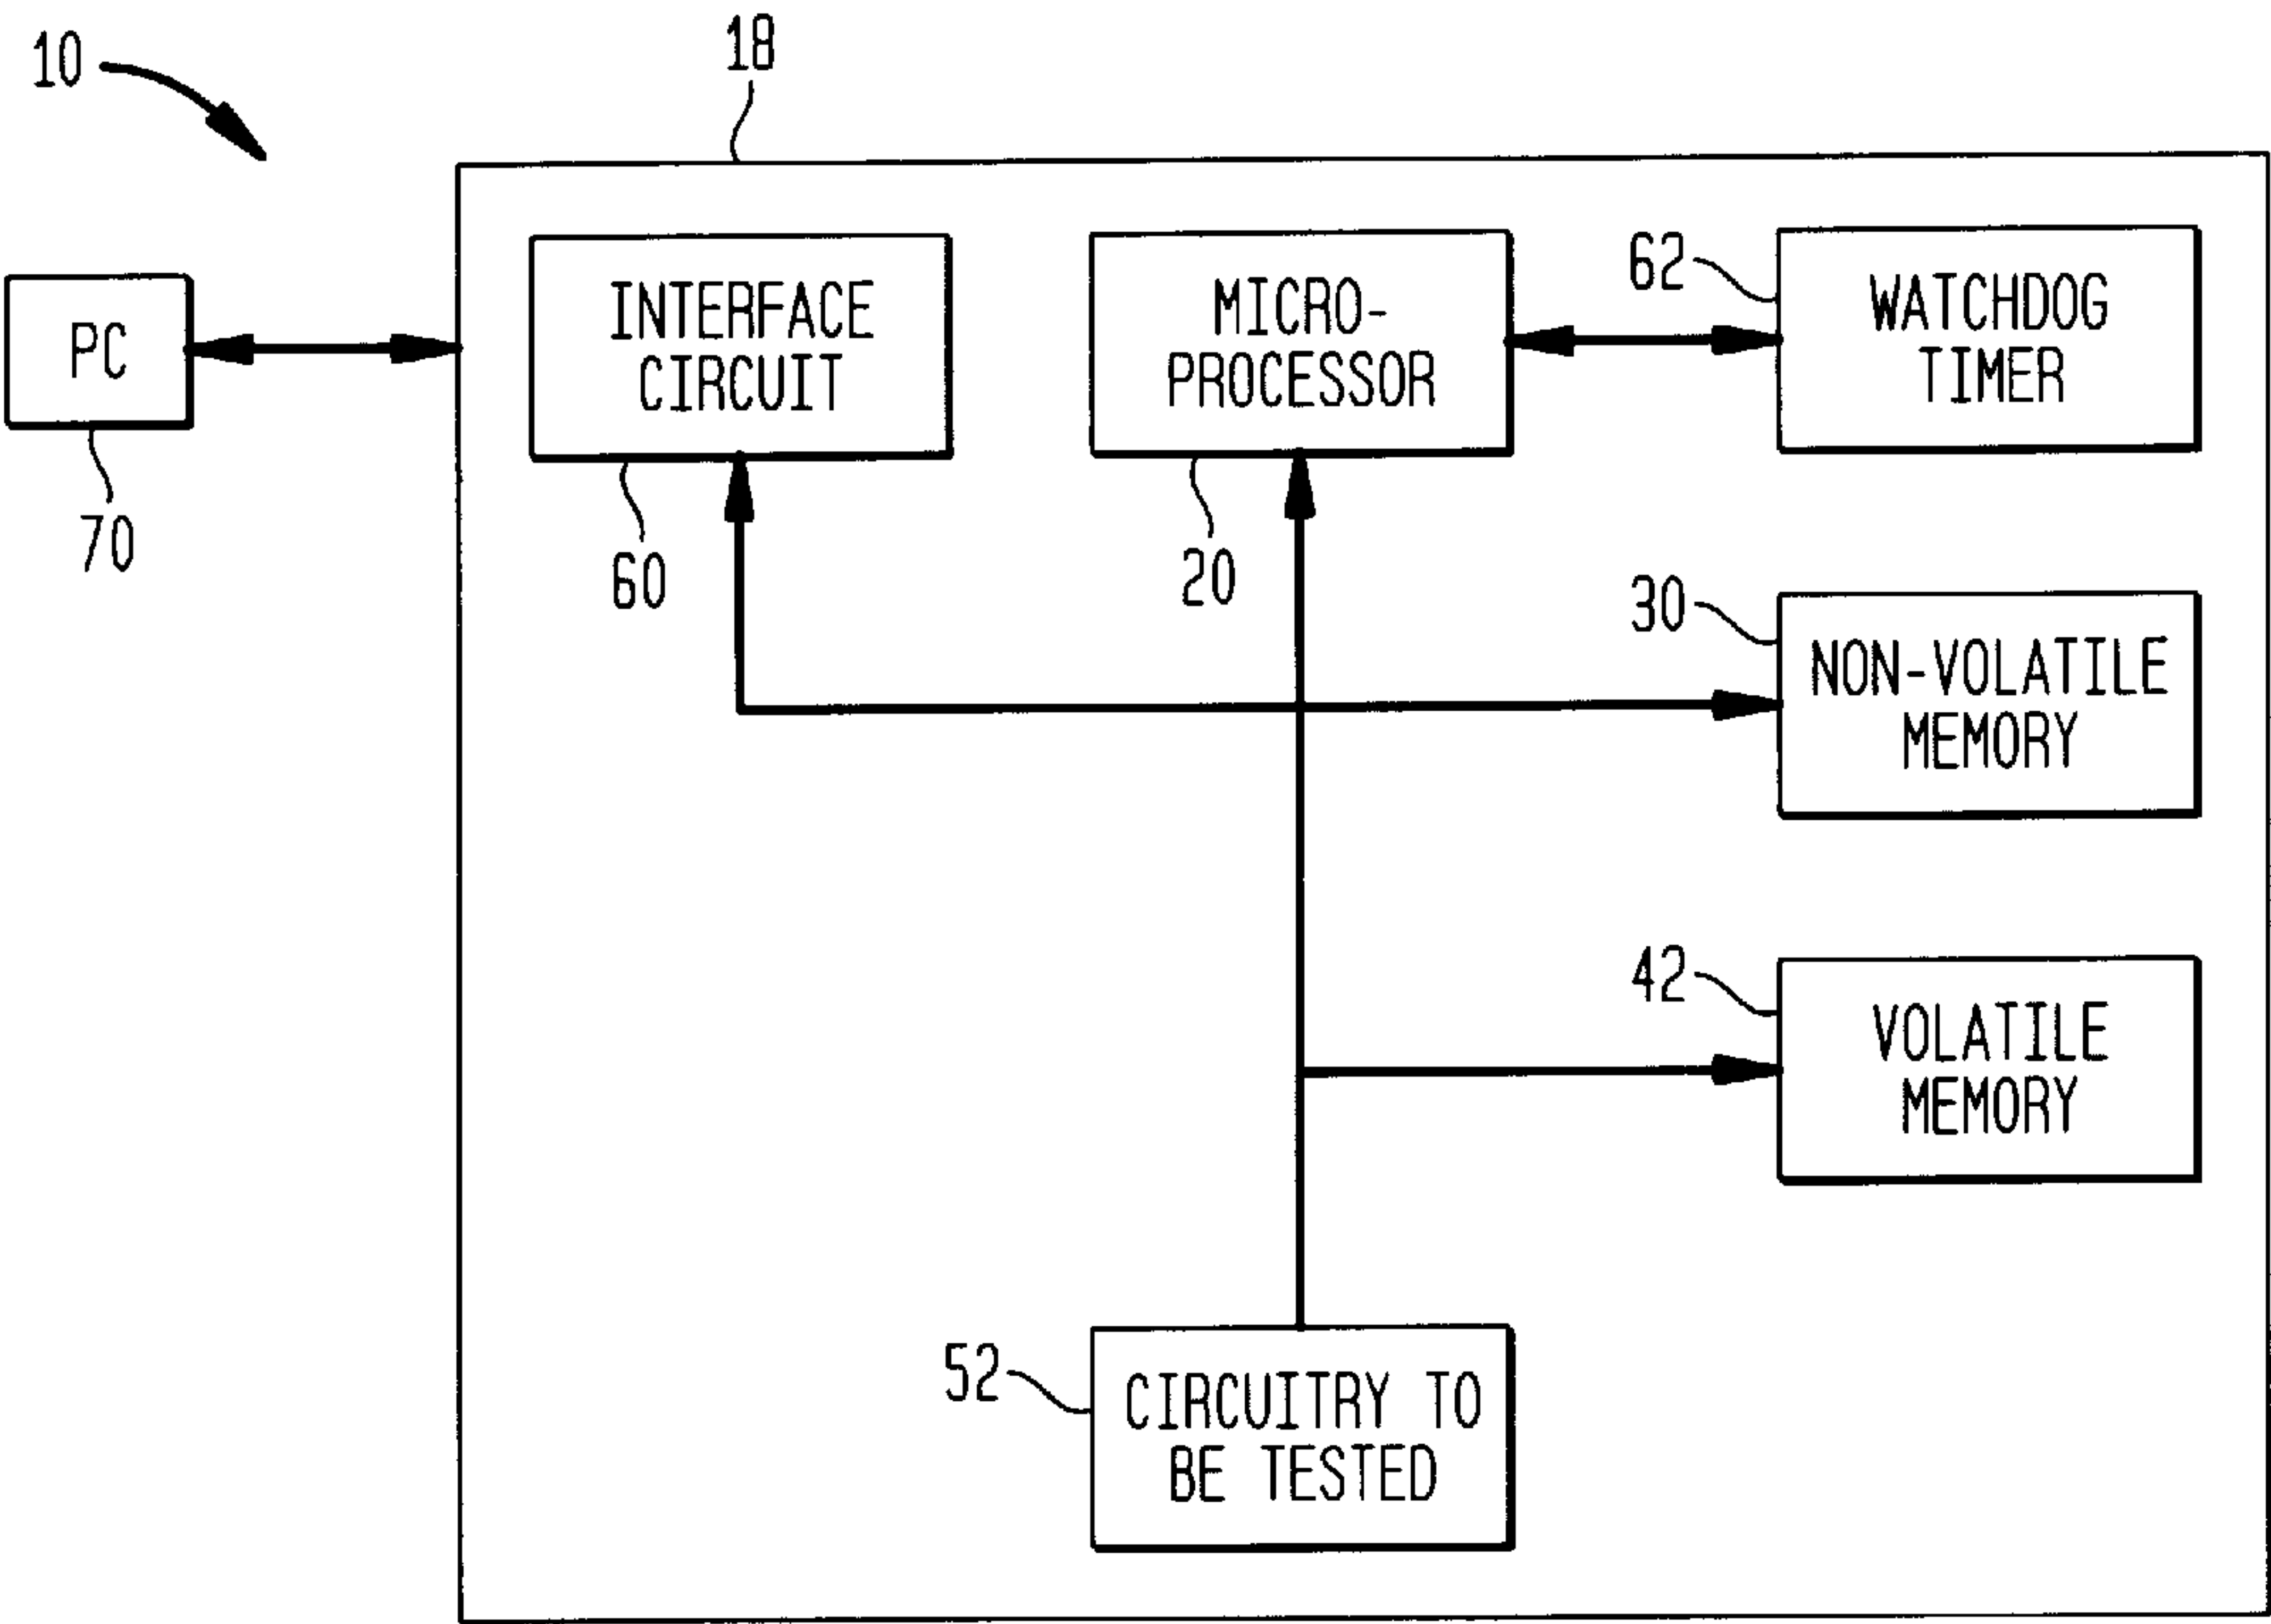 10
18
PC
70
INTERFACE
CIRCUIT
60
MICRO-
PROCESSOR
20
62
WATCHDOG
TIMER
30
NON-VOLATILE
MEMORY
42
VOLATILE
MEMORY
52
CIRCUITRY TO
BE TESTED